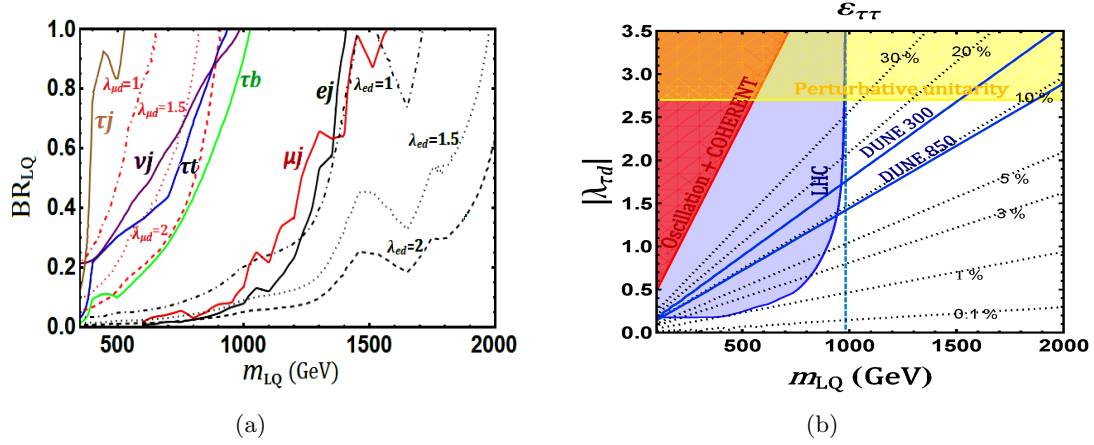 1.0
0.8
0.6
0.4
0.2
0.0
BR_LQ
500
1000
1500
2000
m_LQ (GeV)
τj
λ_μd=1
λ_μd=1.5
νj
τt
λ_μd=2
τb
μj
ej
λ_ed=1
λ_ed=1.5
λ_ed=2
(a)
ε_ττ
3.5
3.0
2.5
2.0
1.5
1.0
0.5
0.0
|λ_τd|
500
1000
1500
2000
m_LQ (GeV)
Oscillation + COHERENT
Perturbative unitarity
LHC
DUNE 300
DUNE 850
30 %
20 %
10 %
5 %
3 %
1 %
0.1 %
(b)